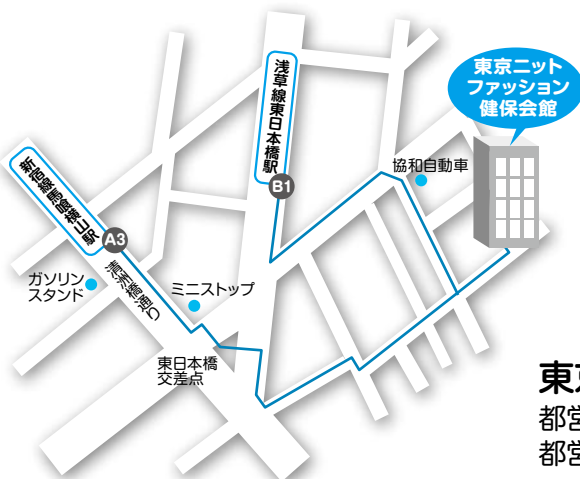 東京ニット
ファッション
健保会館
浅草線東日本橋駅
B1
協和自動車
新宿線馬喰横山駅
A3
清洲橋通り
ガソリン
スタンド
ミニストップ
東日本橋
交差点
東
都営
都営